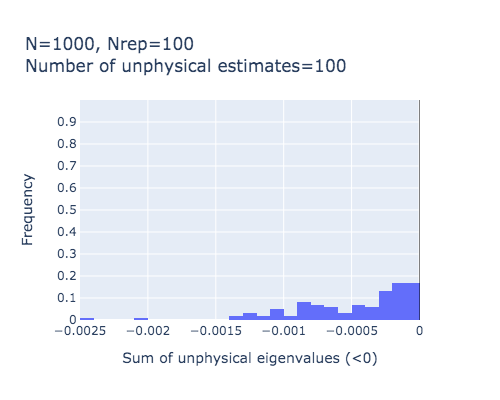 N=1000, Nrep=100
Number of unphysical estimates=100
0.9
0.8
0.7
0.6
0.5
0.4
0.3
0.2
0.1
0
Frequency
−0.0025 −0.002 −0.0015 −0.001 −0.0005 0
Sum of unphysical eigenvalues (<0)